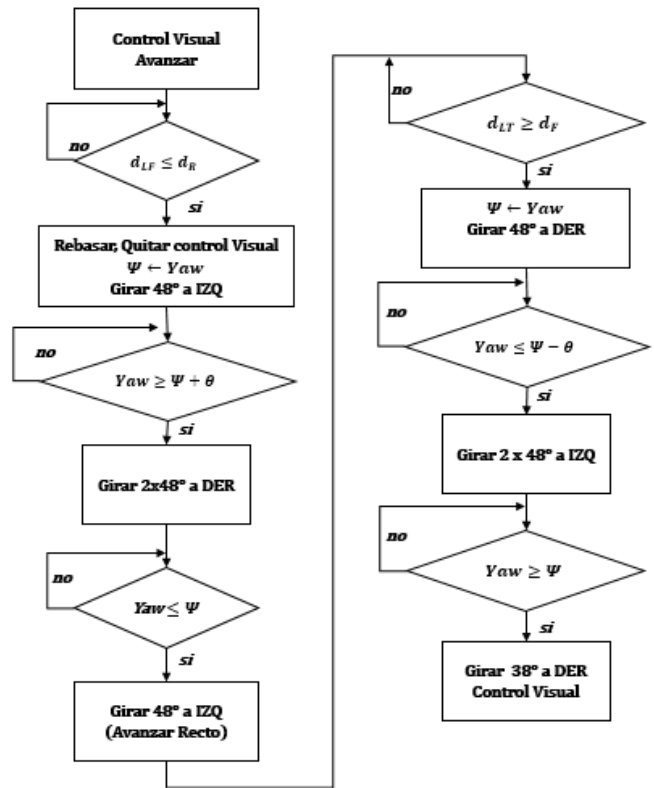 Control Visual
Avanzar
no
d_LF ≤ d_R
si
Rebasar, Quitar control Visual
Ψ ← Yaw
Girar 48° a IZQ
no
Yaw ≥ Ψ + θ
si
Girar 2x48° a DER
no
Yaw ≤ Ψ
si
Girar 48° a IZQ
(Avanzar Recto)
no
d_LT ≥ d_F
si
Ψ ← Yaw
Girar 48° a DER
no
Yaw ≤ Ψ − θ
si
Girar 2 x 48° a IZQ
no
Yaw ≥ Ψ
si
Girar 38° a DER
Control Visual